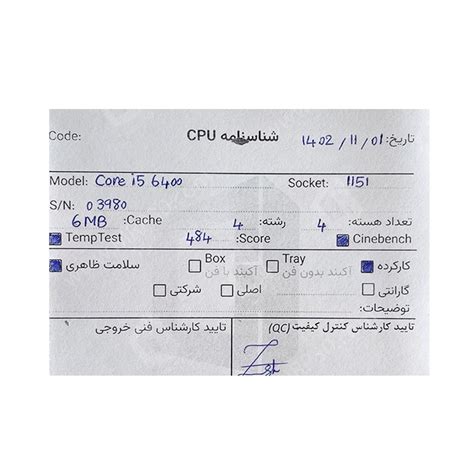 Code: شناسنامه CPU تاریخ: 1402/11/01
Model: Core i5 6400 Socket: 1151
S/N: 03980
6MB :Cache رشته: 4 تعداد هسته: 4
TempTest 484 :Score Cinebench
سلامت ظاهری Box Tray کارکرده
آکبند با فن آکبند بدون فن
شرکتی اصلی گارانتی
توضیحات:
تایید کارشناس فنی خروجی تایید کارشناس کنترل کیفیت (QC)